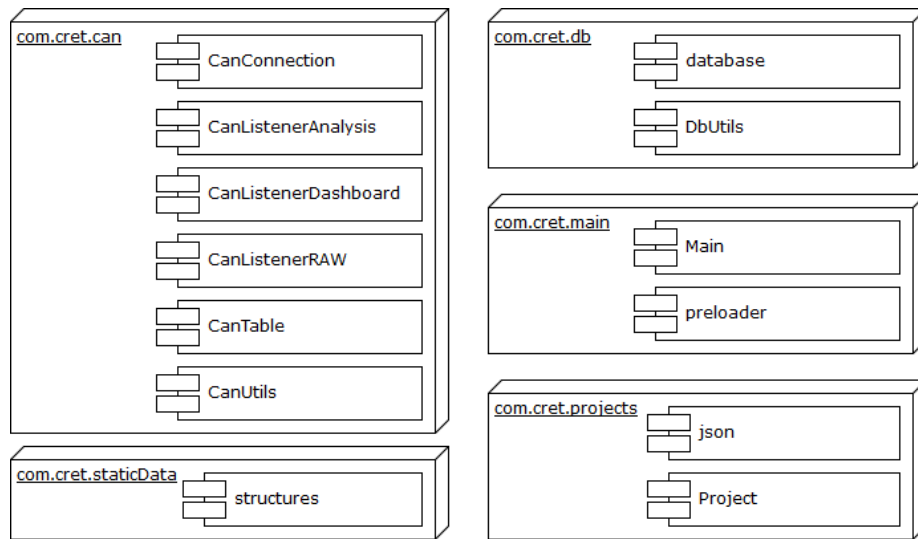 com.cret.can
CanConnection
CanListenerAnalysis
CanListenerDashboard
CanListenerRAW
CanTable
CanUtils
com.cret.staticData
structures
com.cret.db
database
DbUtils
com.cret.main
Main
preloader
com.cret.projects
json
Project